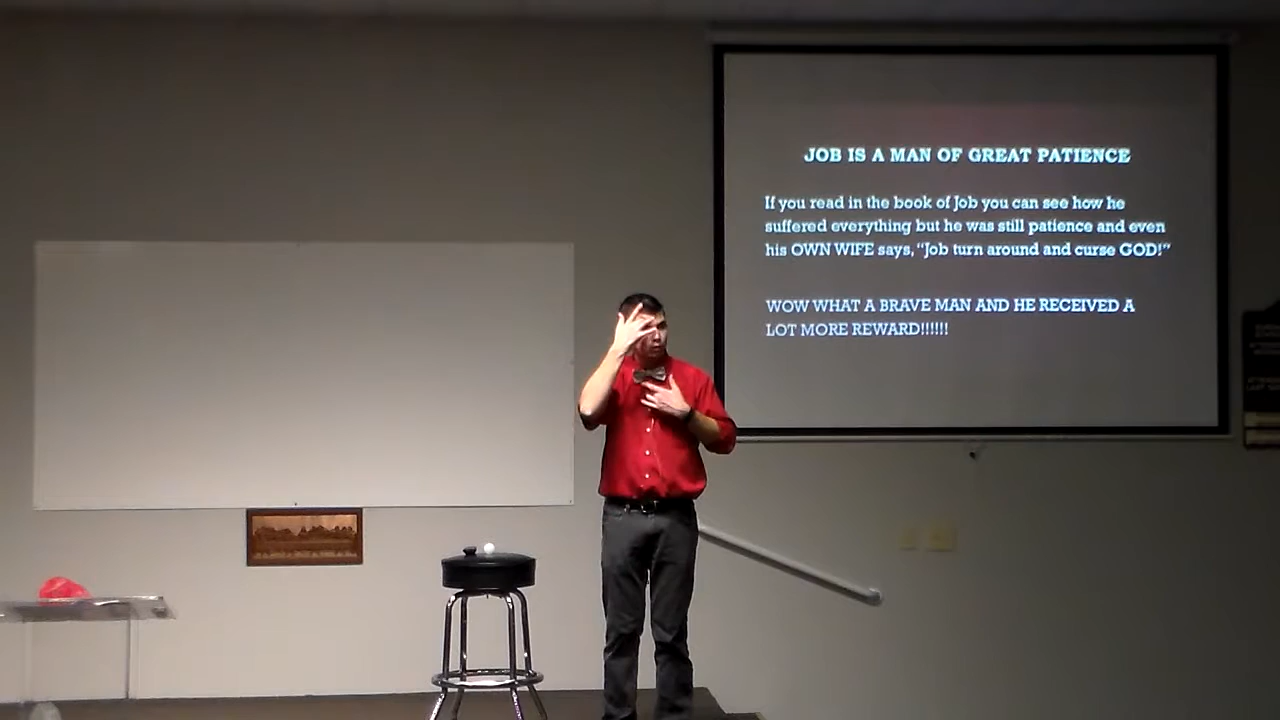 JOB IS A MAN OF GREAT PATIENCE
If you read in the book of Job you can see how he
suffered everything but he was still patience and even
his OWN WIFE says, “Job turn around and curse GOD!”
WOW WHAT A BRAVE MAN AND HE RECEIVED A
LOT MORE REWARD!!!!!!